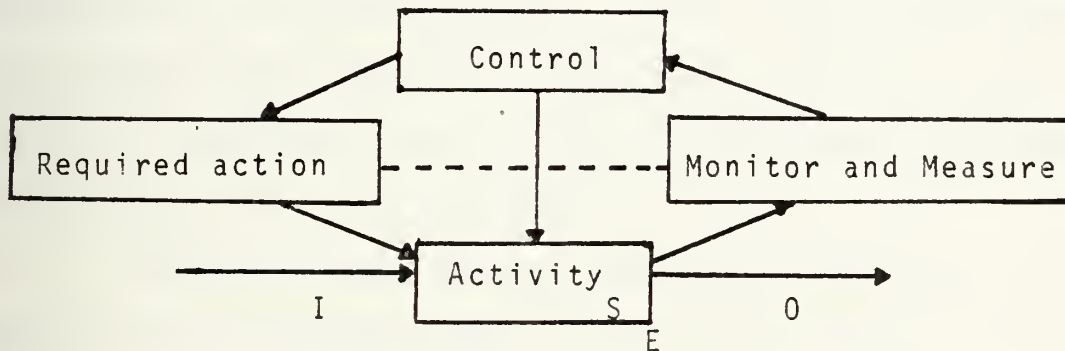 Control
Required action
Monitor and Measure
Activity
S
I
O
E